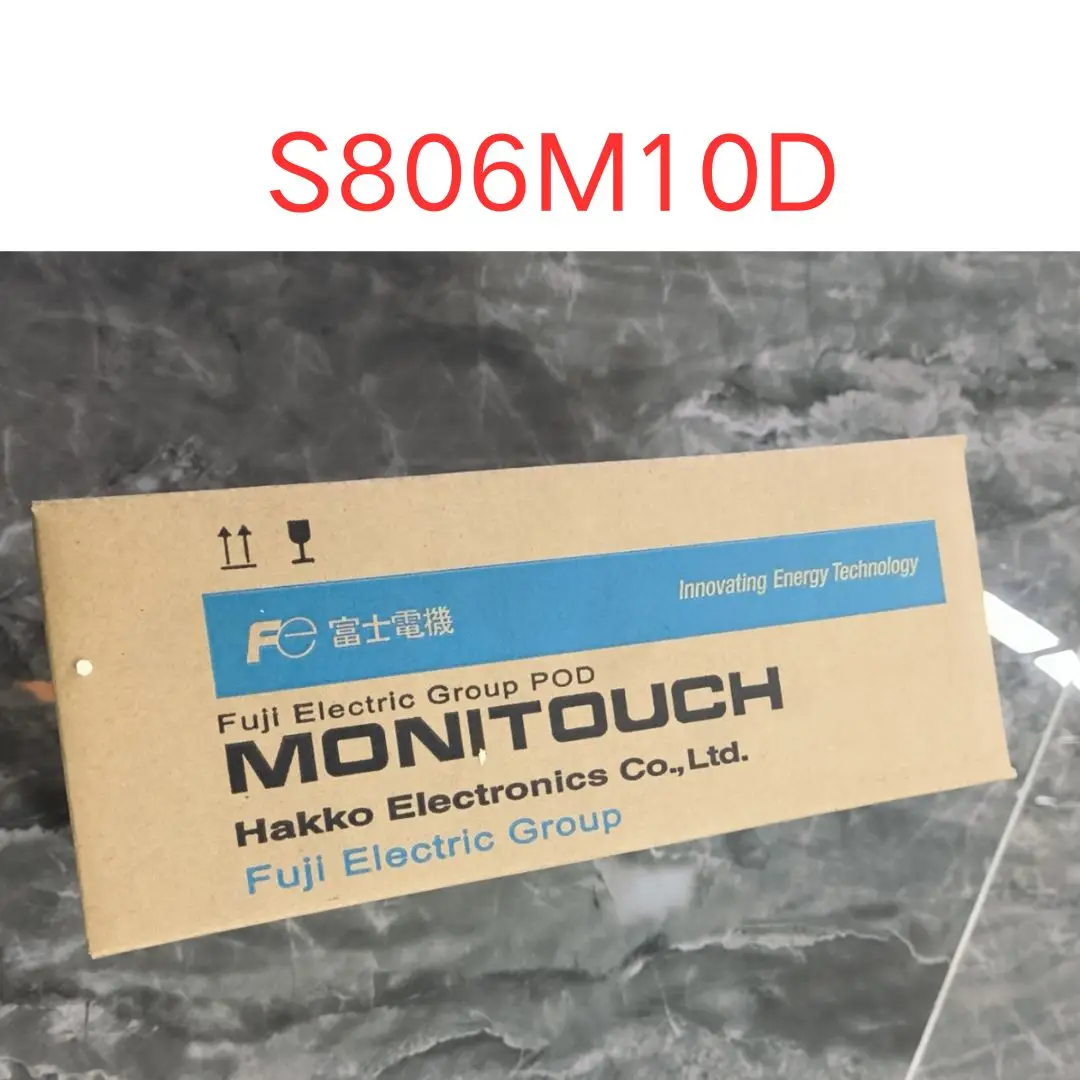 S806M10D
Innovating Energy Technology
Fe 富士電機
Fuji Electric Group POD
MONITOUCH
Hakko Electronics Co.,Ltd.
Fuji Electric Group